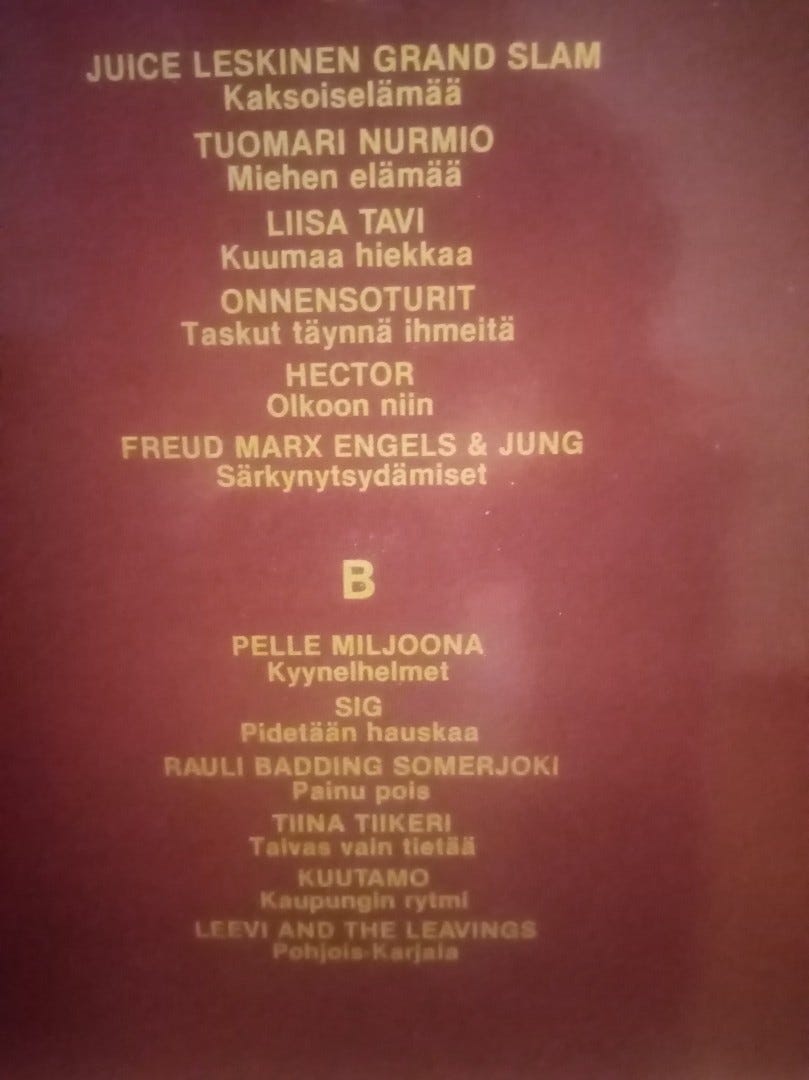 JUICE LESKINEN GRAND SLAM
Kaksoiselämää
TUOMARI NURMIO
Miehen elämää
LIISA TAVI
Kuumaa hiekkaa
ONNENSOTURIT
Taskut täynnä ihmeitä
HECTOR
Olkoon niin
FREUD MARX ENGELS & JUNG
Särkynytsydämiset
B
PELLE MILJOONA
Kyynelhelmet
SIG
Pidetään hauskaa
RAULI BADDING SOMERJOKI
Painu pois
TIINA TIIKERI
Taivas vain tietää
KUUTAMO
Kaupungin rytmi
LEEVI AND THE LEAVINGS
Pohjois-Karjala